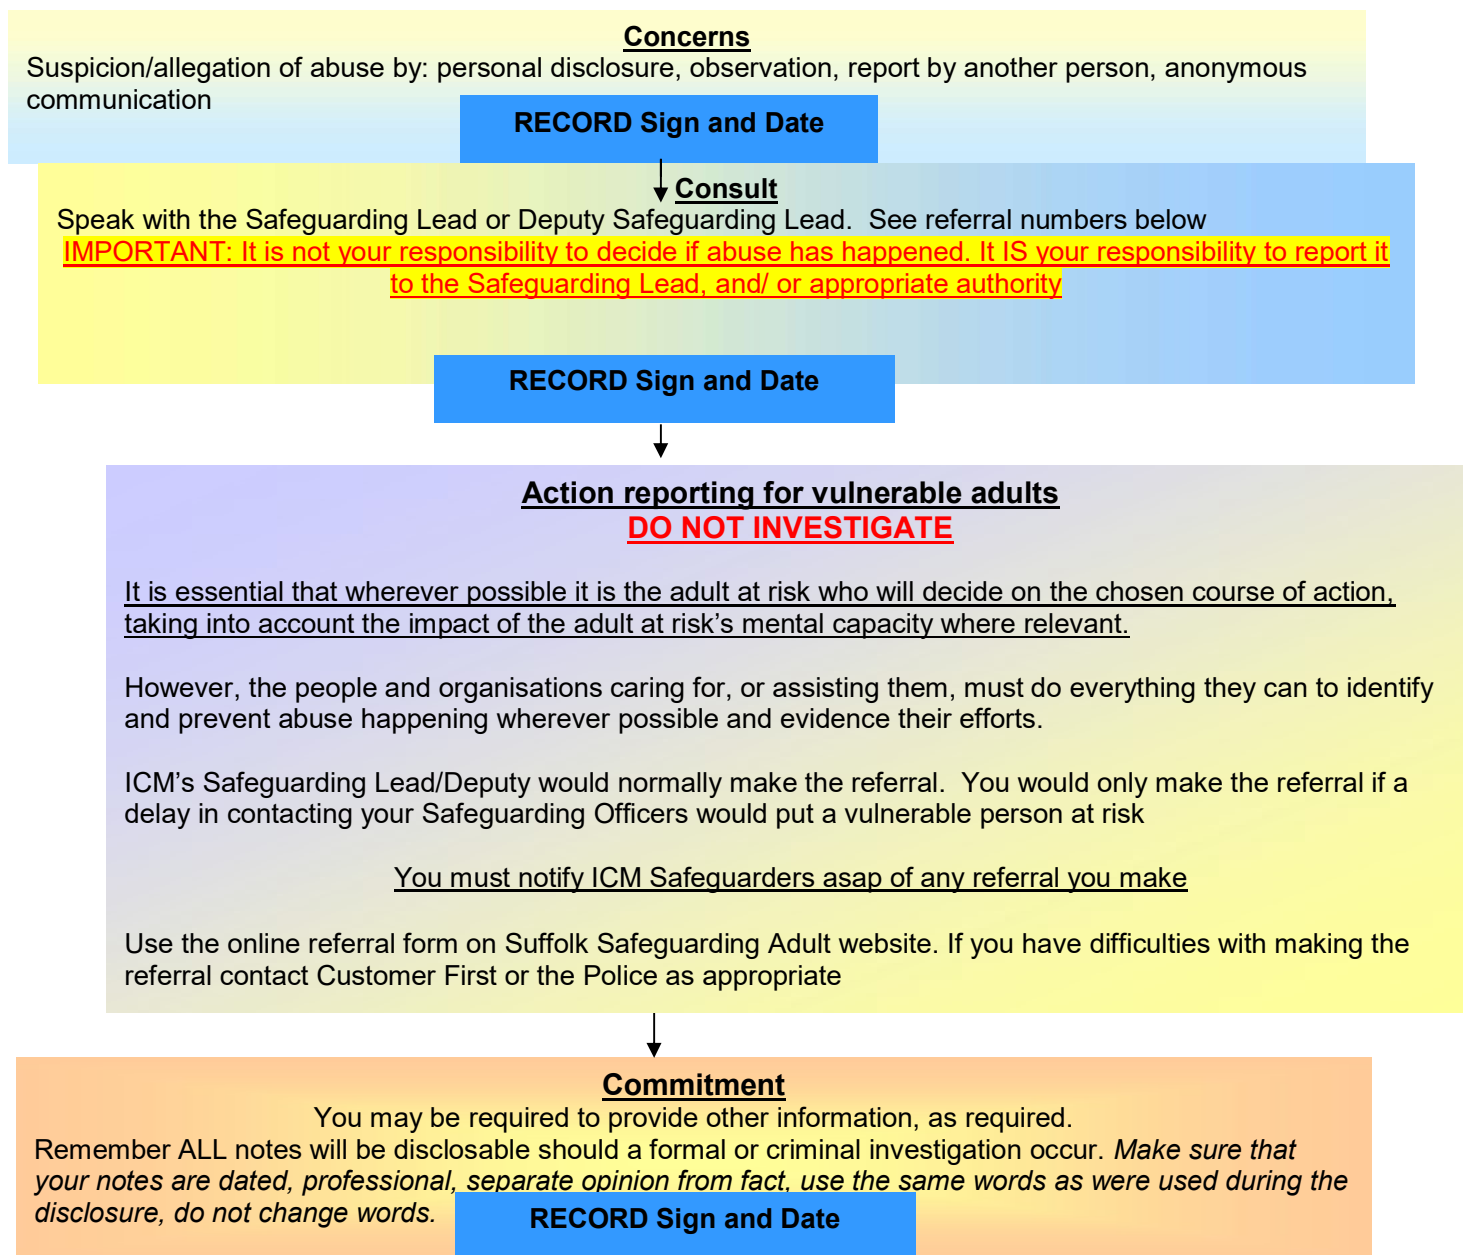 Concerns
Suspicion/allegation of abuse by: personal disclosure, observation, report by another person, anonymous
communication
RECORD Sign and Date
Consult
Speak with the Safeguarding Lead or Deputy Safeguarding Lead.  See referral numbers below
IMPORTANT: It is not your responsibility to decide if abuse has happened. It IS your responsibility to report it
to the Safeguarding Lead, and/ or appropriate authority
RECORD Sign and Date
Action reporting for vulnerable adults
DO NOT INVESTIGATE
It is essential that wherever possible it is the adult at risk who will decide on the chosen course of action,
taking into account the impact of the adult at risk’s mental capacity where relevant.
However, the people and organisations caring for, or assisting them, must do everything they can to identify
and prevent abuse happening wherever possible and evidence their efforts.
ICM’s Safeguarding Lead/Deputy would normally make the referral.  You would only make the referral if a
delay in contacting your Safeguarding Officers would put a vulnerable person at risk
You must notify ICM Safeguarders asap of any referral you make
Use the online referral form on Suffolk Safeguarding Adult website. If you have difficulties with making the
referral contact Customer First or the Police as appropriate
Commitment
You may be required to provide other information, as required.
Remember ALL notes will be disclosable should a formal or criminal investigation occur. Make sure that
your notes are dated, professional, separate opinion from fact, use the same words as were used during the
disclosure, do not change words.
RECORD Sign and Date